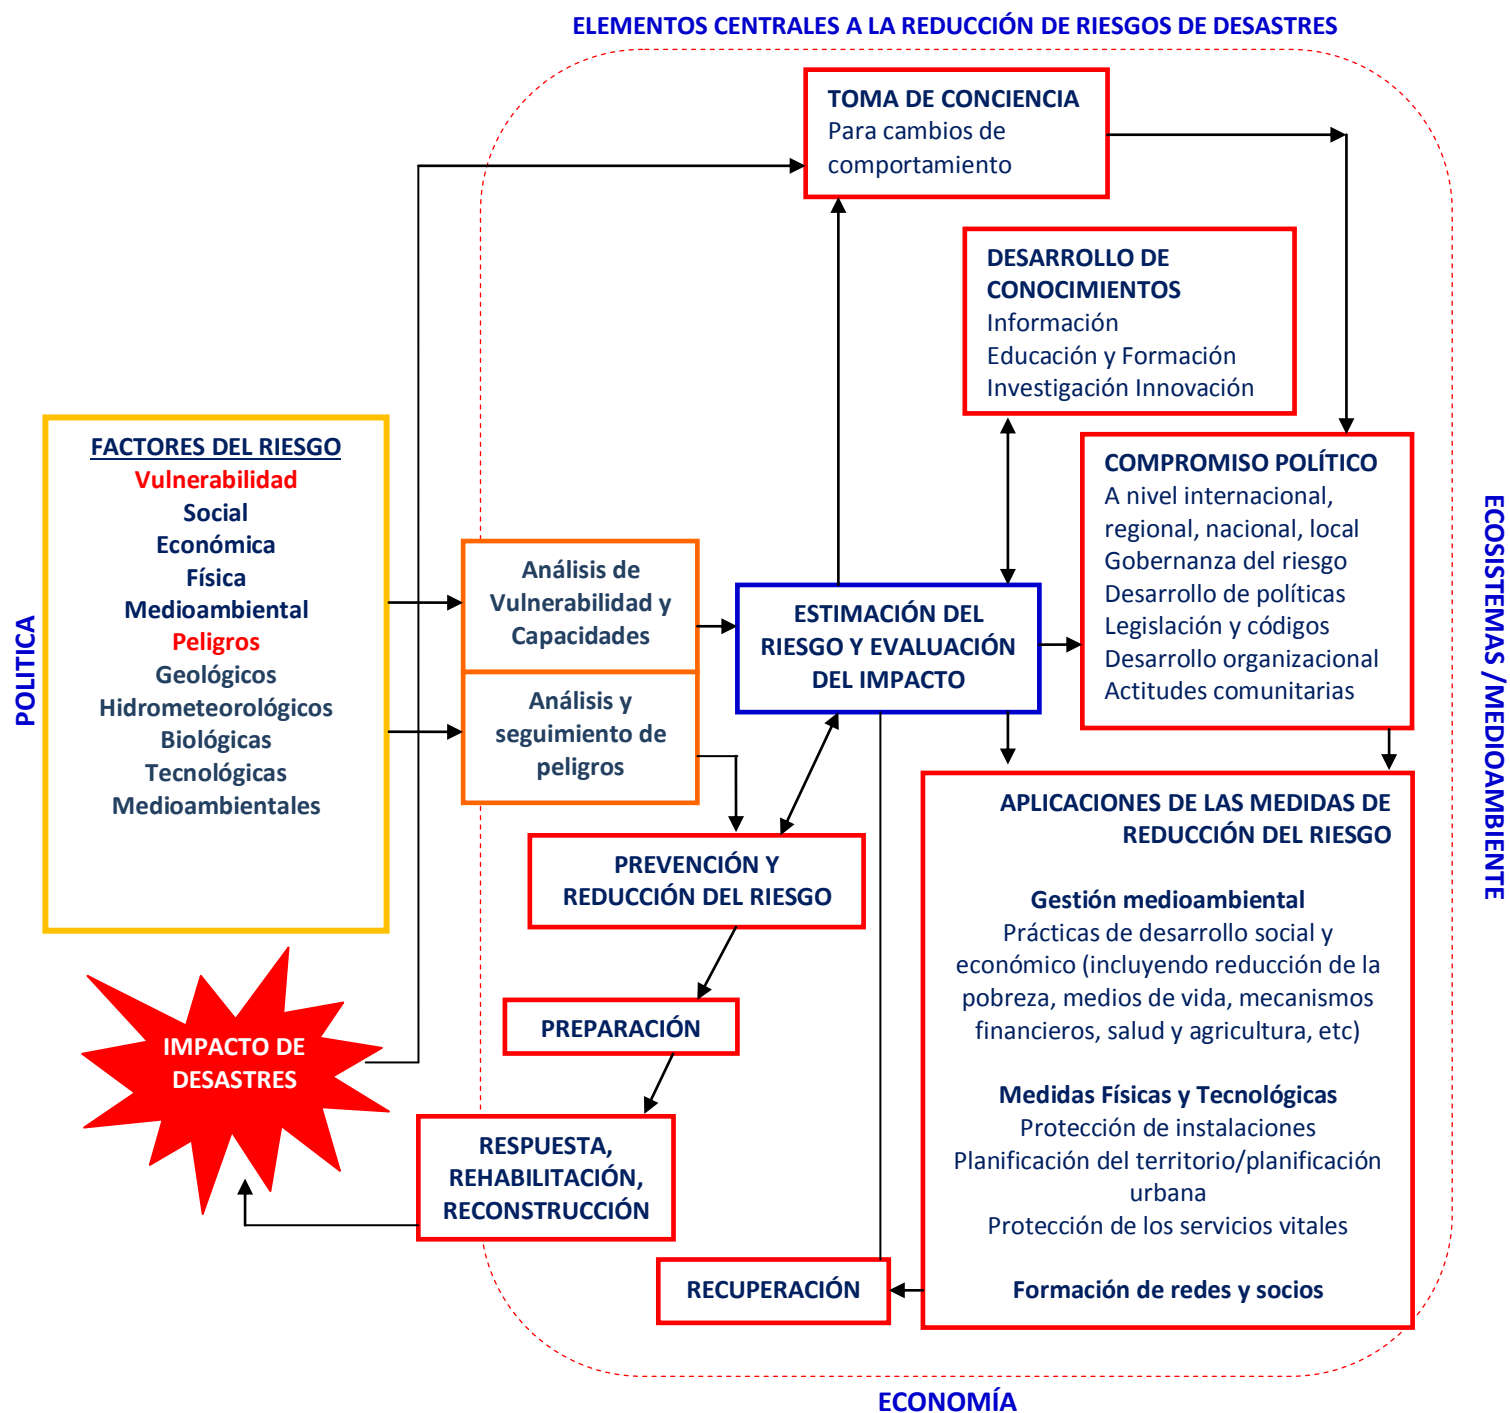 ELEMENTOS CENTRALES A LA REDUCCIÓN DE RIESGOS DE DESASTRES
TOMA DE CONCIENCIA
Para cambios de
comportamiento
DESARROLLO DE
CONOCIMIENTOS
Información
Educación y Formación
Investigación Innovación
FACTORES DEL RIESGO
Vulnerabilidad
Social
Económica
Física
Medioambiental
Peligros
Geológicos
Hidrometeorológicos
Biológicas
Tecnológicas
Medioambientales
POLITICA
Análisis de
Vulnerabilidad y
Capacidades
Análisis y
seguimiento de
peligros
ESTIMACIÓN DEL
RIESGO Y EVALUACIÓN
DEL IMPACTO
COMPROMISO POLÍTICO
A nivel internacional,
regional, nacional, local
Gobernanza del riesgo
Desarrollo de políticas
Legislación y códigos
Desarrollo organizacional
Actitudes comunitarias
ECOSISTEMAS /MEDIOAMBIENTE
PREVENCIÓN Y
REDUCCIÓN DEL RIESGO
PREPARACIÓN
IMPACTO DE
DESASTRES
RESPUESTA,
REHABILITACIÓN,
RECONSTRUCCIÓN
APLICACIONES DE LAS MEDIDAS DE
REDUCCIÓN DEL RIESGO
Gestión medioambiental
Prácticas de desarrollo social y
económico (incluyendo reducción de la
pobreza, medios de vida, mecanismos
financieros, salud y agricultura, etc)
Medidas Físicas y Tecnológicas
Protección de instalaciones
Planificación del territorio/planificación
urbana
Protección de los servicios vitales
Formación de redes y socios
RECUPERACIÓN
ECONOMÍA